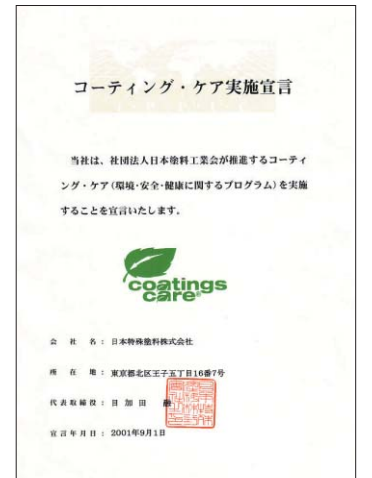 コーティング・ケア実施宣言
当社は、社団法人日本塗料工業会が推進するコーティ
ング・ケア（環境・安全・健康に関するプログラム）を実施
することを宣言いたします。
coatings
care®
会社名：日本特殊塗料株式会社
所在地：東京都北区王子五丁目16番7号
代表取締役：目加田
宣言年月日：2001年9月1日